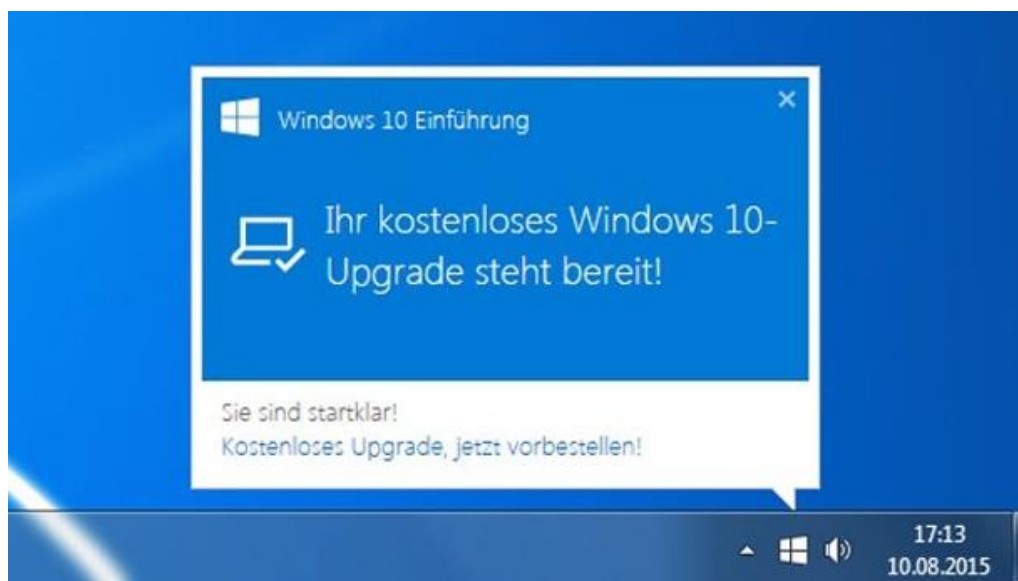 Windows 10 Einführung
Ihr kostenloses Windows 10-
Upgrade steht bereit!
Sie sind startklar!
Kostenloses Upgrade, jetzt vorbestellen!
17:13
10.08.2015